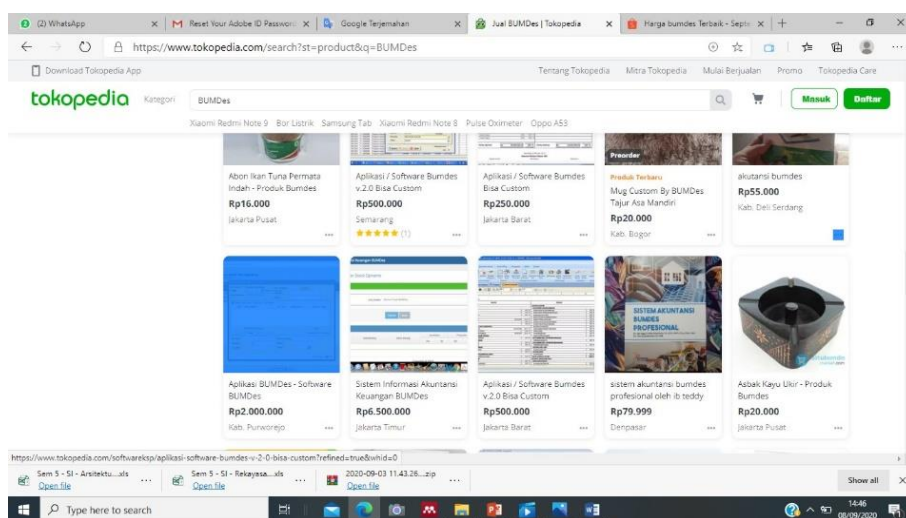 (2) WhatsApp
Reset Your Adobe ID Password
Google Terjemahan
Jual BUMDes | Tokopedia
Harga bumdes Terbaik - Septe
https://www.tokopedia.com/search?st=product&q=BUMDes
Download Tokopedia App
Tentang Tokopedia Mitra Tokopedia Mulai Berjualan Promo Tokopedia Care
tokopedia Kategori BUMDes Masuk Daftar
Xiaomi Redmi Note 9 Bor Listrik Samsung Tab Xiaomi Redmi Note 8 Pulse Oximeter Oppo A53
Abon Ikan Tuna Permata
Indah - Produk Bumdes
Rp16.000
Jakarta Pusat
Aplikasi / Software Bumdes
v.2.0 Bisa Custom
Rp500.000
Semarang
(1)
Aplikasi / Software Bumdes
Bisa Custom
Rp250.000
Jakarta Barat
Preorder
Produk Terbaru
Mug Custom By BUMDes
Tajur Asa Mandiri
Rp20.000
Kab. Bogor
akutansi bumdes
Rp55.000
Kab. Deli Serdang
Aplikasi BUMDes - Software
BUMDes
Rp2.000.000
Kab. Purworejo
Sistem Informasi Akuntansi
Keuangan BUMDes
Rp6.500.000
Jakarta Timur
Aplikasi / Software Bumdes
v.2.0 Bisa Custom
Rp500.000
Jakarta Barat
SISTEM AKUNTANSI
BUMDES
PROFESIONAL
sistem akuntansi bumdes
profesional oleh ib teddy
Rp79.999
Denpasar
Asbak Kayu Ukir - Produk
Bumdes
Rp20.000
Jakarta Pusat
https://www.tokopedia.com/softwareksp/aplikasi-software-bumdes-v-2-0-bisa-custom?refined=true&whid=0
Sem 5 - SI - Arsitektu....xls
Open file
Sem 5 - SI - Rekayasa....xls
Open file
2020-09-03 11.43.26....zip
Open file
Show all
Type here to search
14:46
08/09/2020